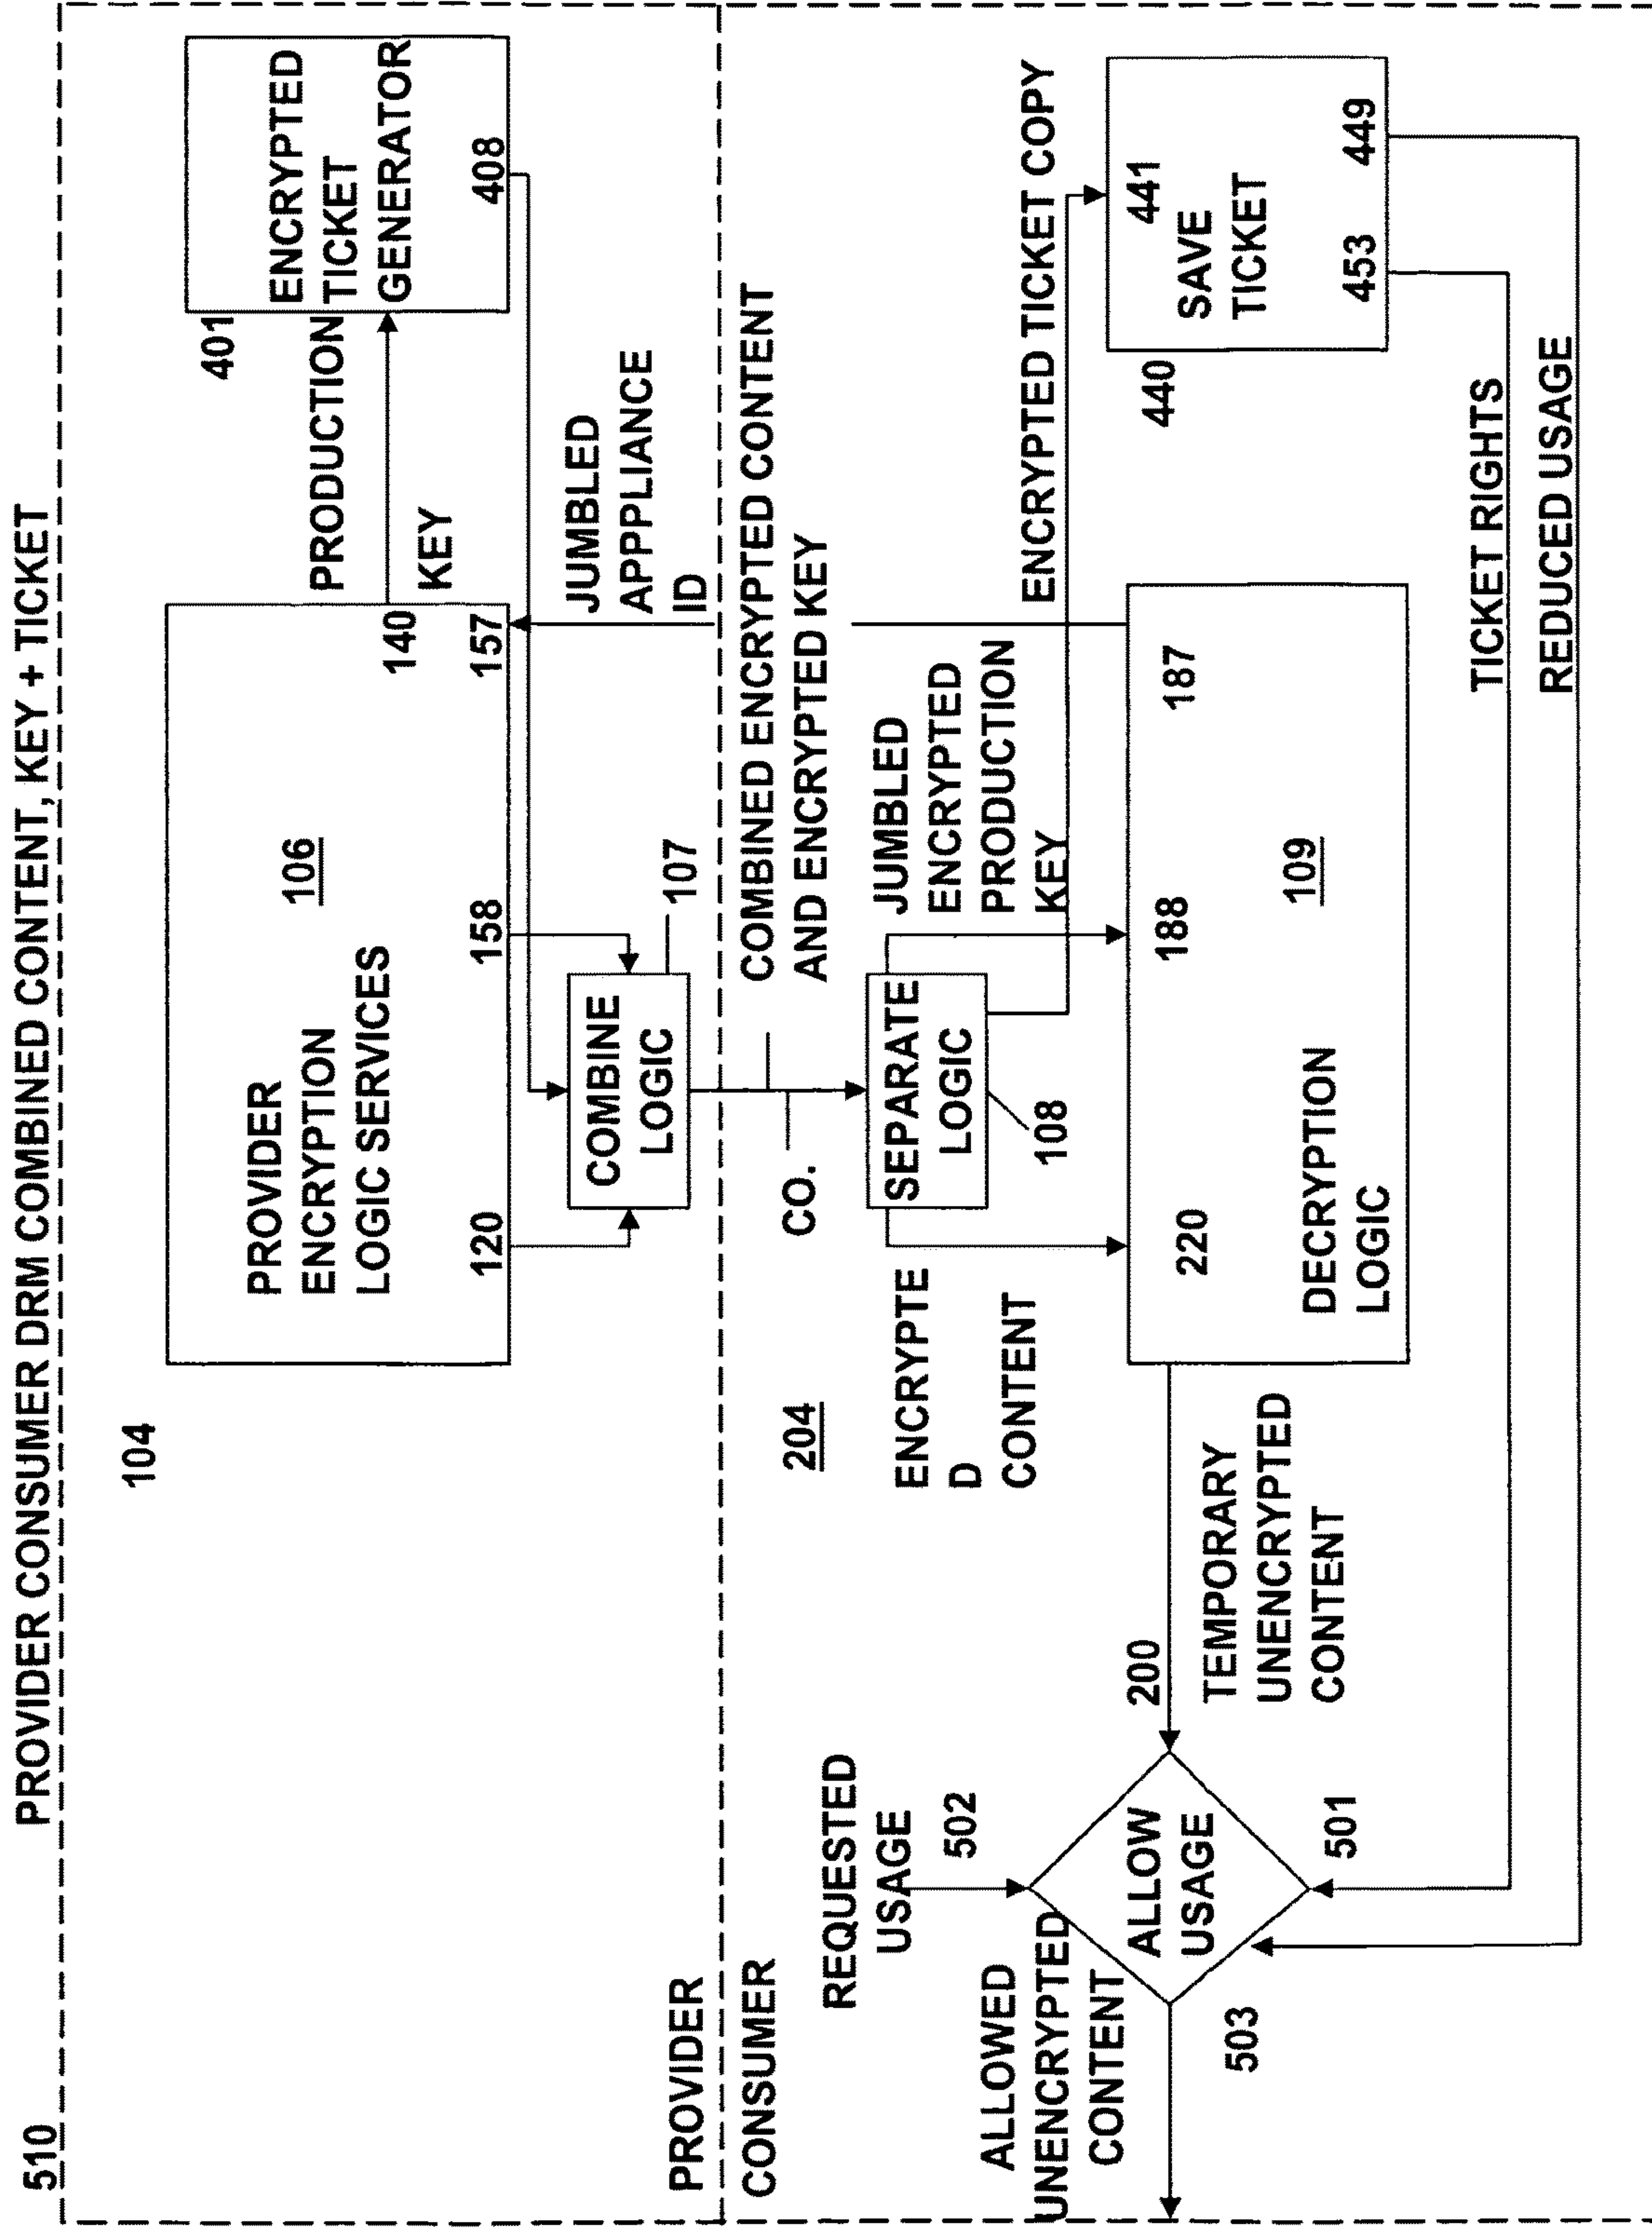 510
PROVIDER CONSUMER DRM COMBINED CONTENT, KEY + TICKET
104
PROVIDER
ENCRYPTION
LOGIC SERVICES
106
120
158
157
140
PRODUCTION
KEY
401
ENCRYPTED
TICKET
GENERATOR
408
JUMBLED
APPPLIANCE
ID
COMBINE
LOGIC
107
PROVIDER
CONSUMER
COMBINED ENCRYPTED CONTENT
AND ENCRYPTED KEY
CO.
204
SEPARATE
LOGIC
108
ENCRYPTE
D
CONTENT
JUMBLED
ENCRYPTED
PRODUCTION
KEY
ENCRYPTED TICKET COPY
REQUESTED
USAGE
502
ALLOWED
UNENCRYPTED
CONTENT
ALLOW
USAGE
503
501
200
TEMPORARY
UNENCRYPTED
CONTENT
220
188
187
DECRYPTION
LOGIC
109
440
441
SAVE
TICKET
453
449
TICKET RIGHTS
REDUCED USAGE